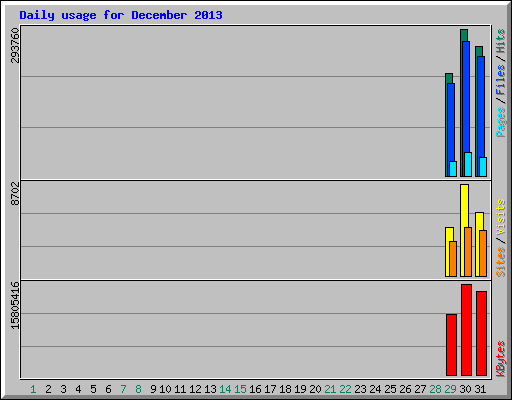 Daily usage for December 2013
293760
Pages / Files / Hits
8702
Sites / Visits
15805416
KBytes
1 2 3 4 5 6 7 8 9 10 11 12 13 14 15 16 17 18 19 20 21 22 23 24 25 26 27 28 29 30 31